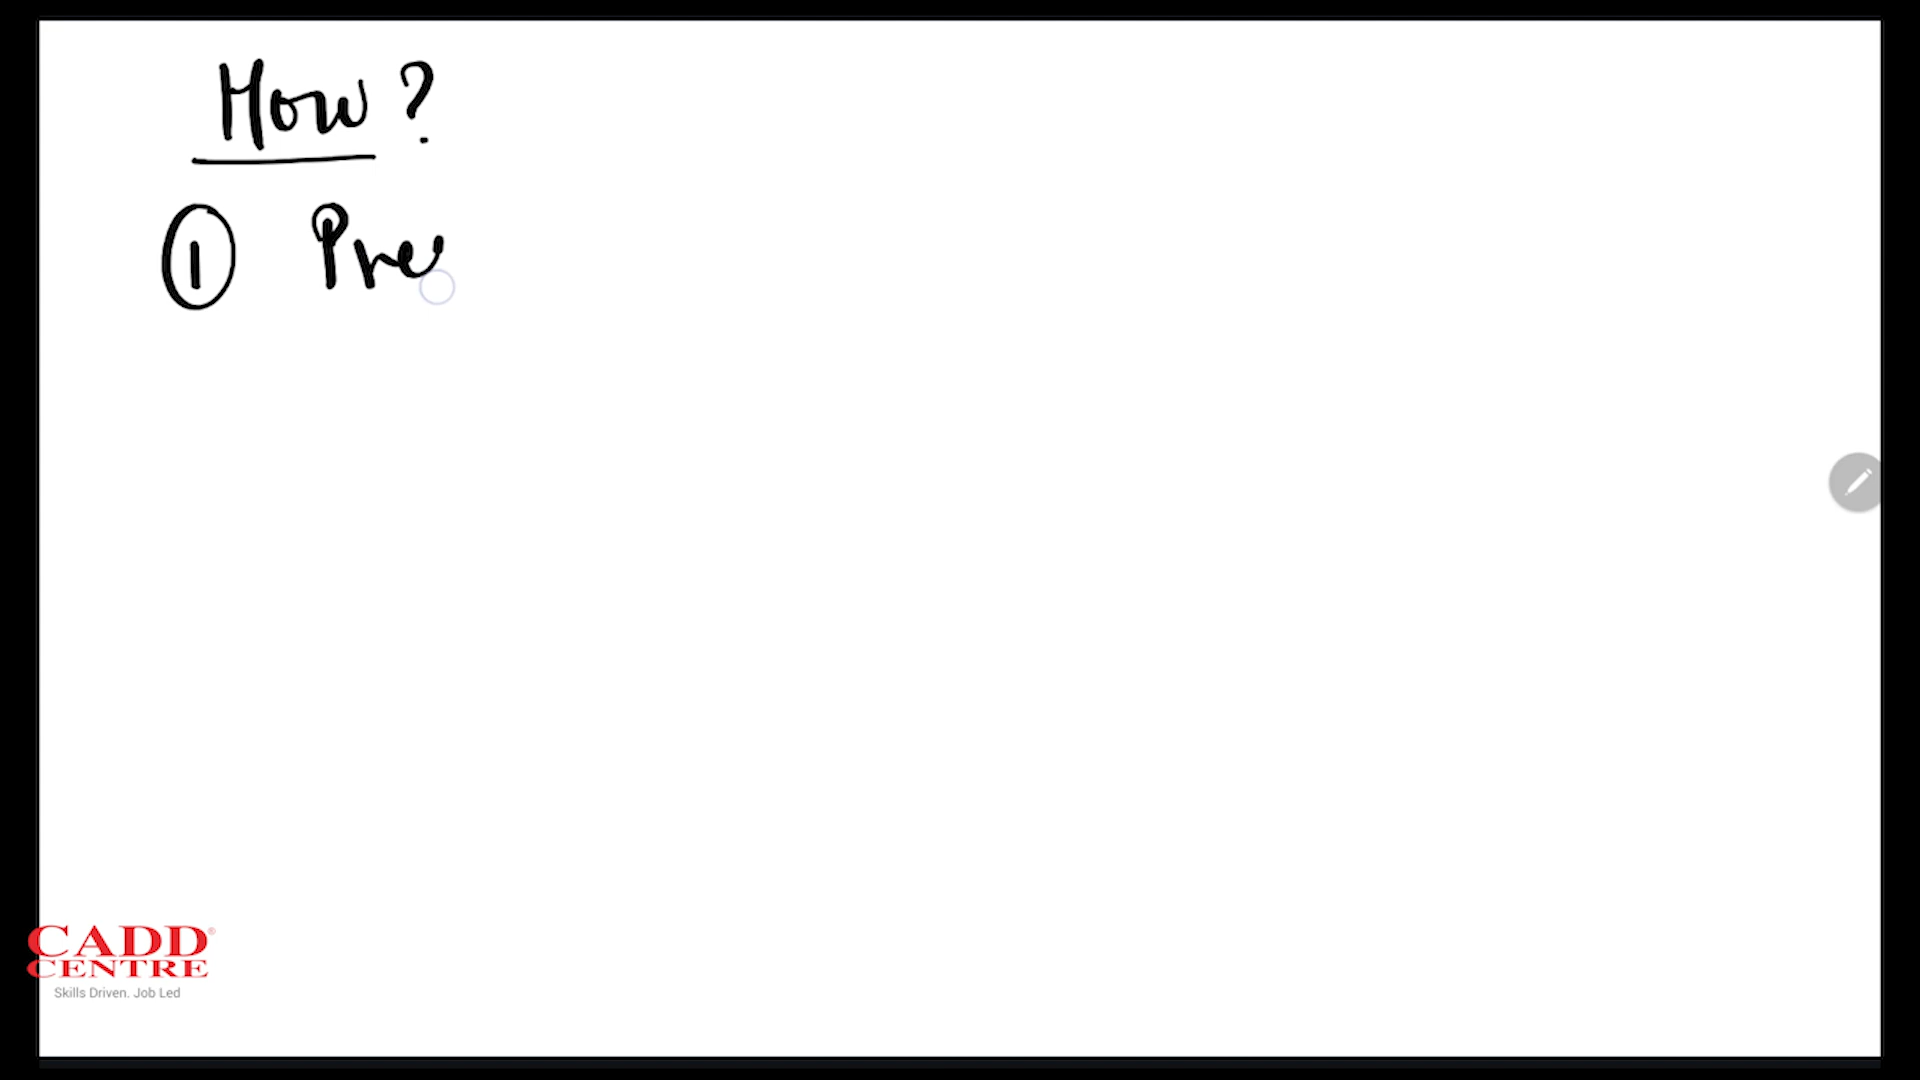 How?
① Pre
CADD®
CENTRE
Skills Driven. Job Led